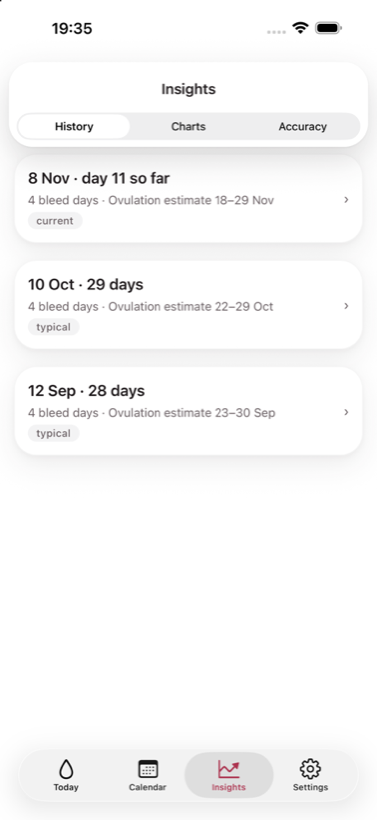 19:35
Insights
History Charts Accuracy
8 Nov · day 11 so far
4 bleed days · Ovulation estimate 18–29 Nov
current
10 Oct · 29 days
4 bleed days · Ovulation estimate 22–29 Oct
typical
12 Sep · 28 days
4 bleed days · Ovulation estimate 23–30 Sep
typical
Today Calendar Insights Settings